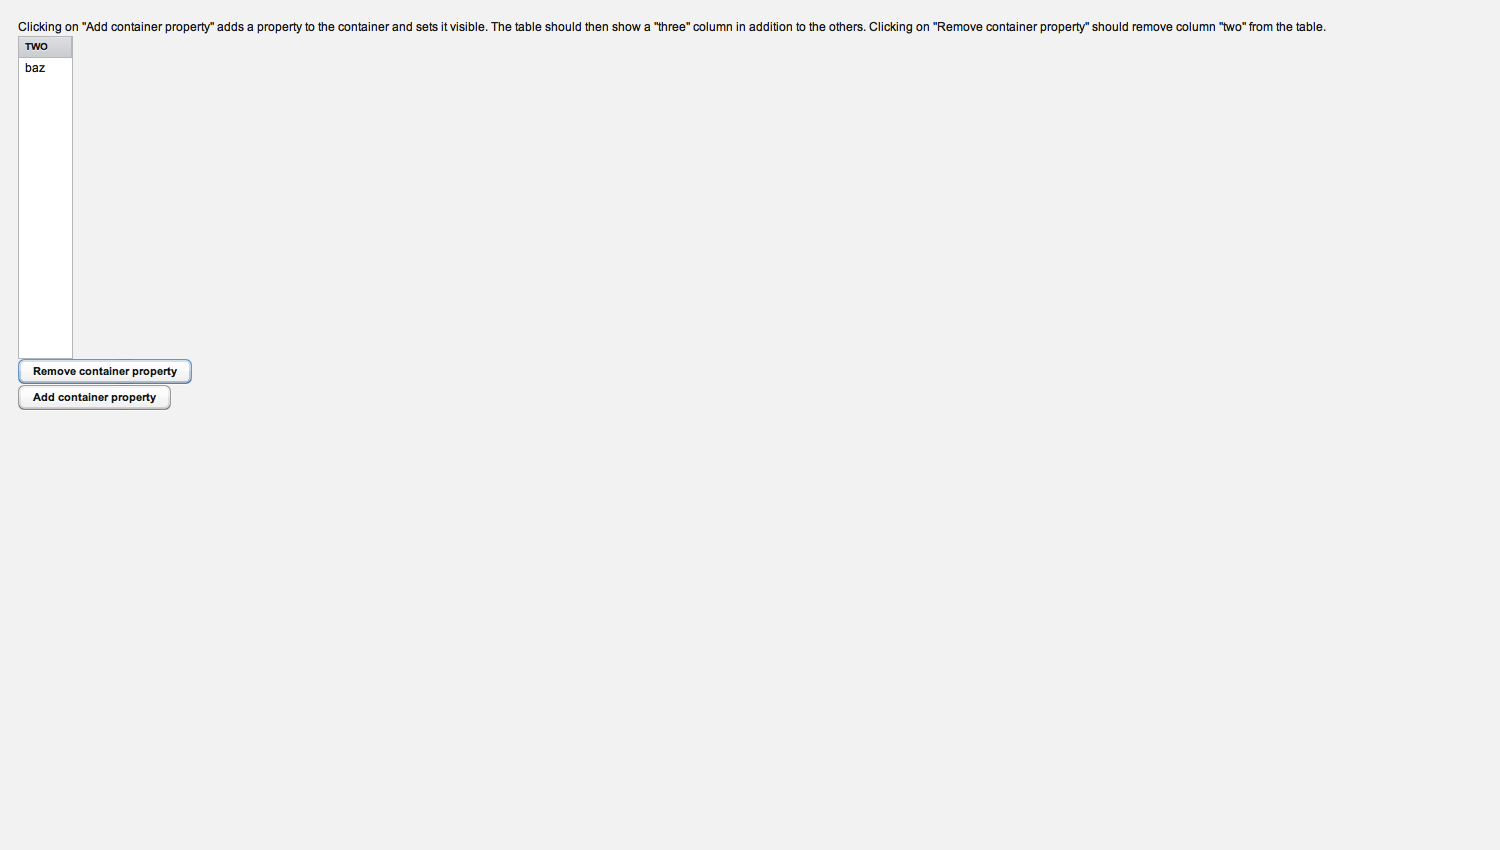 Clicking on "Add container property" adds a property to the container and sets it visible. The table should then show a "three" column in addition to the others. Clicking on "Remove container property" should remove column "two" from the table.
TWO
baz
Remove container property
Add container property